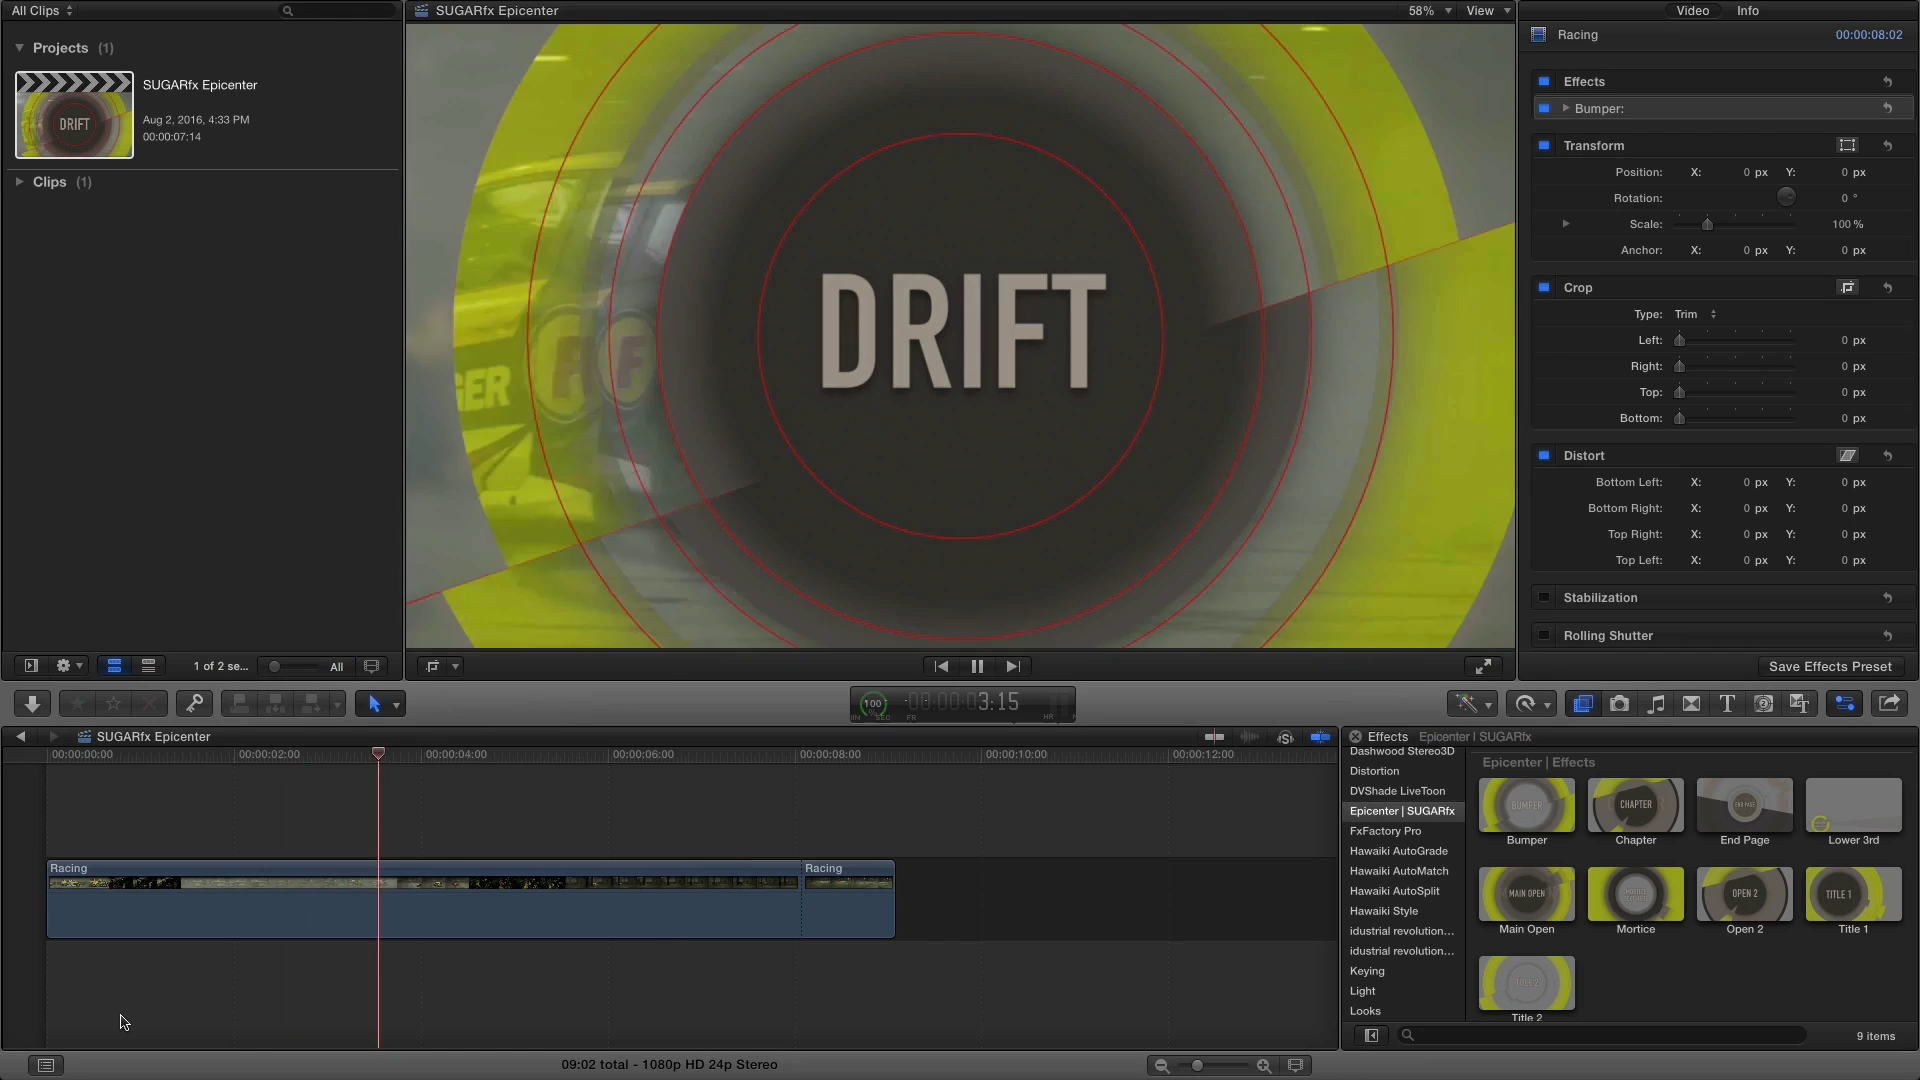 All Clips
Projects (1)
SUGARfx Epicenter
Aug 2, 2016, 4:33 PM
00:00:07:14
DRIFT
Clips (1)
1 of 2 se...
All
SUGARfx Epicenter
58%
View
GER
DRIFT
Video
Info
Racing
00:00:08:02
Effects
Bumper:
Transform
Position: X: 0 px Y: 0 px
Rotation: 0 °
Scale: 100 %
Anchor: X: 0 px Y: 0 px
Crop
Type: Trim
Left: 0 px
Right: 0 px
Top: 0 px
Bottom: 0 px
Distort
Bottom Left: X: 0 px Y: 0 px
Bottom Right: X: 0 px Y: 0 px
Top Right: X: 0 px Y: 0 px
Top Left: X: 0 px Y: 0 px
Stabilization
Rolling Shutter
Save Effects Preset
100
3:15
HR
SEC
FR
SUGARfx Epicenter
00:00:00:00
00:00:02:00
00:00:04:00
00:00:06:00
00:00:08:00
00:00:10:00
00:00:12:00
Racing
Racing
09:02 total - 1080p HD 24p Stereo
Effects
Epicenter | SUGARfx
Dashwood Stereo3D
Distortion
DVShade LiveToon
Epicenter | SUGARfx
FxFactory Pro
Hawaiki AutoGrade
Hawaiki AutoMatch
Hawaiki AutoSplit
Hawaiki Style
idustrial revolution...
idustrial revolution...
Keying
Light
Looks
Epicenter | Effects
BUMPER
CHAPTER
END PAGE
Bumper
Chapter
End Page
Lower 3rd
MAIN OPEN
OPEN 2
TITLE 1
Main Open
Mortice
Open 2
Title 1
TITLE 2
Title 2
9 items